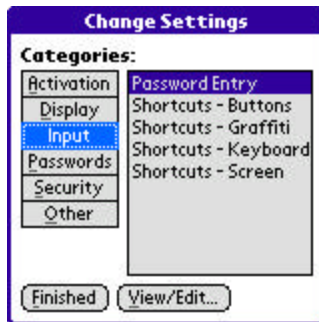 Change Settings
Categories:
Activation
Display
Input
Passwords
Security
Other
Password Entry
Shortcuts - Buttons
Shortcuts - Graffiti
Shortcuts - Keyboard
Shortcuts - Screen
Finished
View/Edit...